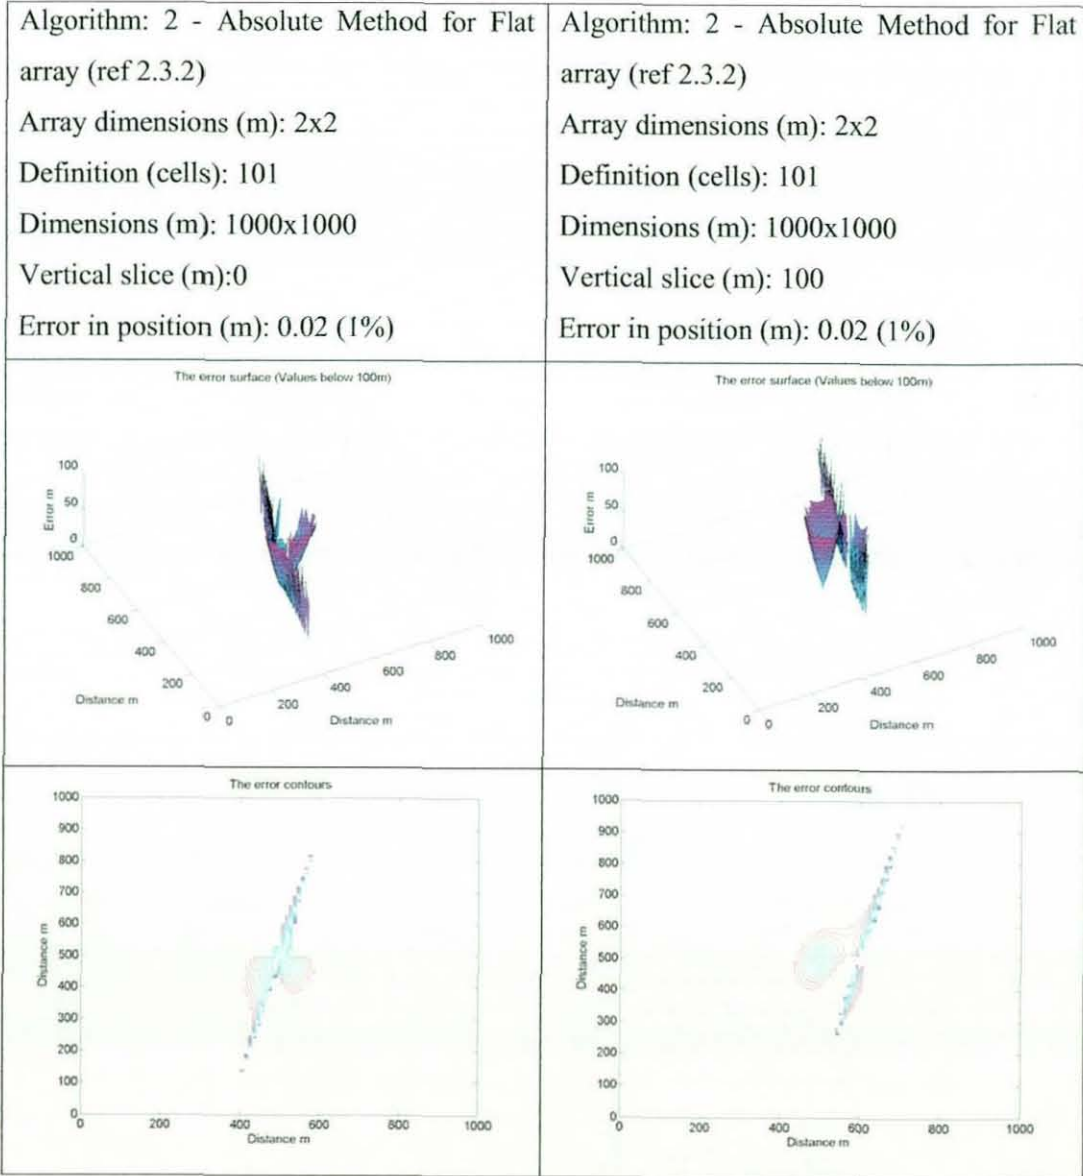 Algorithm: 2 - Absolute Method for Flat
array (ref 2.3.2)
Array dimensions (m): 2x2
Definition (cells): 101
Dimensions (m): 1000x1000
Vertical slice (m):0
Error in position (m): 0.02 (1%)
Algorithm: 2 - Absolute Method for Flat
array (ref 2.3.2)
Array dimensions (m): 2x2
Definition (cells): 101
Dimensions (m): 1000x1000
Vertical slice (m): 100
Error in position (m): 0.02 (1%)
The error surface (Values below 100m)
100
50
0
Error m
1000
800
600
400
200
0
Distance m
0
200
400
600
800
1000
Distance m
The error surface (Values below 100m)
100
50
0
Error m
1000
800
600
400
200
0
Distance m
0
200
400
600
800
1000
Distance m
The error contours
1000
900
800
700
600
500
400
300
200
100
0
Distance m
0
200
400
600
800
1000
Distance m
The error contours
1000
900
800
700
600
500
400
300
200
100
0
Distance m
0
200
400
600
800
1000
Distance m